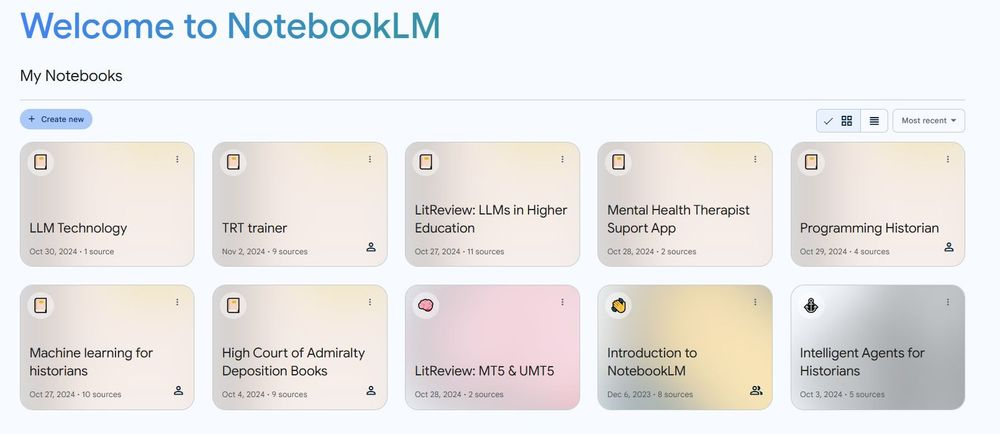 Welcome to NotebookLM
My Notebooks
+ Create new
Most recent
LLM Technology
Oct 30, 2024 · 1 source
TRT trainer
Nov 2, 2024 · 9 sources
LitReview: LLMs in Higher
Education
Oct 27, 2024 · 11 sources
Mental Health Therapist
Suport App
Oct 28, 2024 · 2 sources
Programming Historian
Oct 29, 2024 · 4 sources
Machine learning for
historians
Oct 27, 2024 · 10 sources
High Court of Admiralty
Deposition Books
Oct 4, 2024 · 9 sources
LitReview: MT5 & UMT5
Oct 28, 2024 · 2 sources
Introduction to
NotebookLM
Dec 6, 2023 · 8 sources
Intelligent Agents for
Historians
Oct 3, 2024 · 5 sources